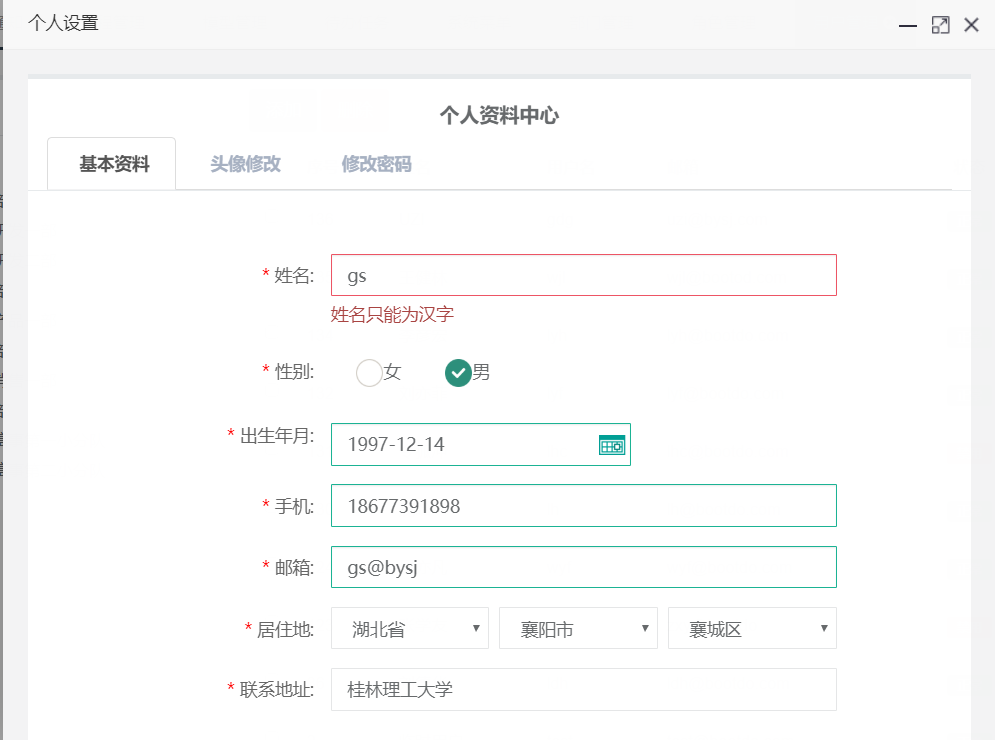 个人设置
个人资料中心
基本资料 头像修改 修改密码
* 姓名: gs
姓名只能为汉字
* 性别: 女 男
* 出生年月: 1997-12-14
* 手机: 18677391898
* 邮箱: gs@bysj
* 居住地: 湖北省 襄阳市 襄城区
* 联系地址: 桂林理工大学